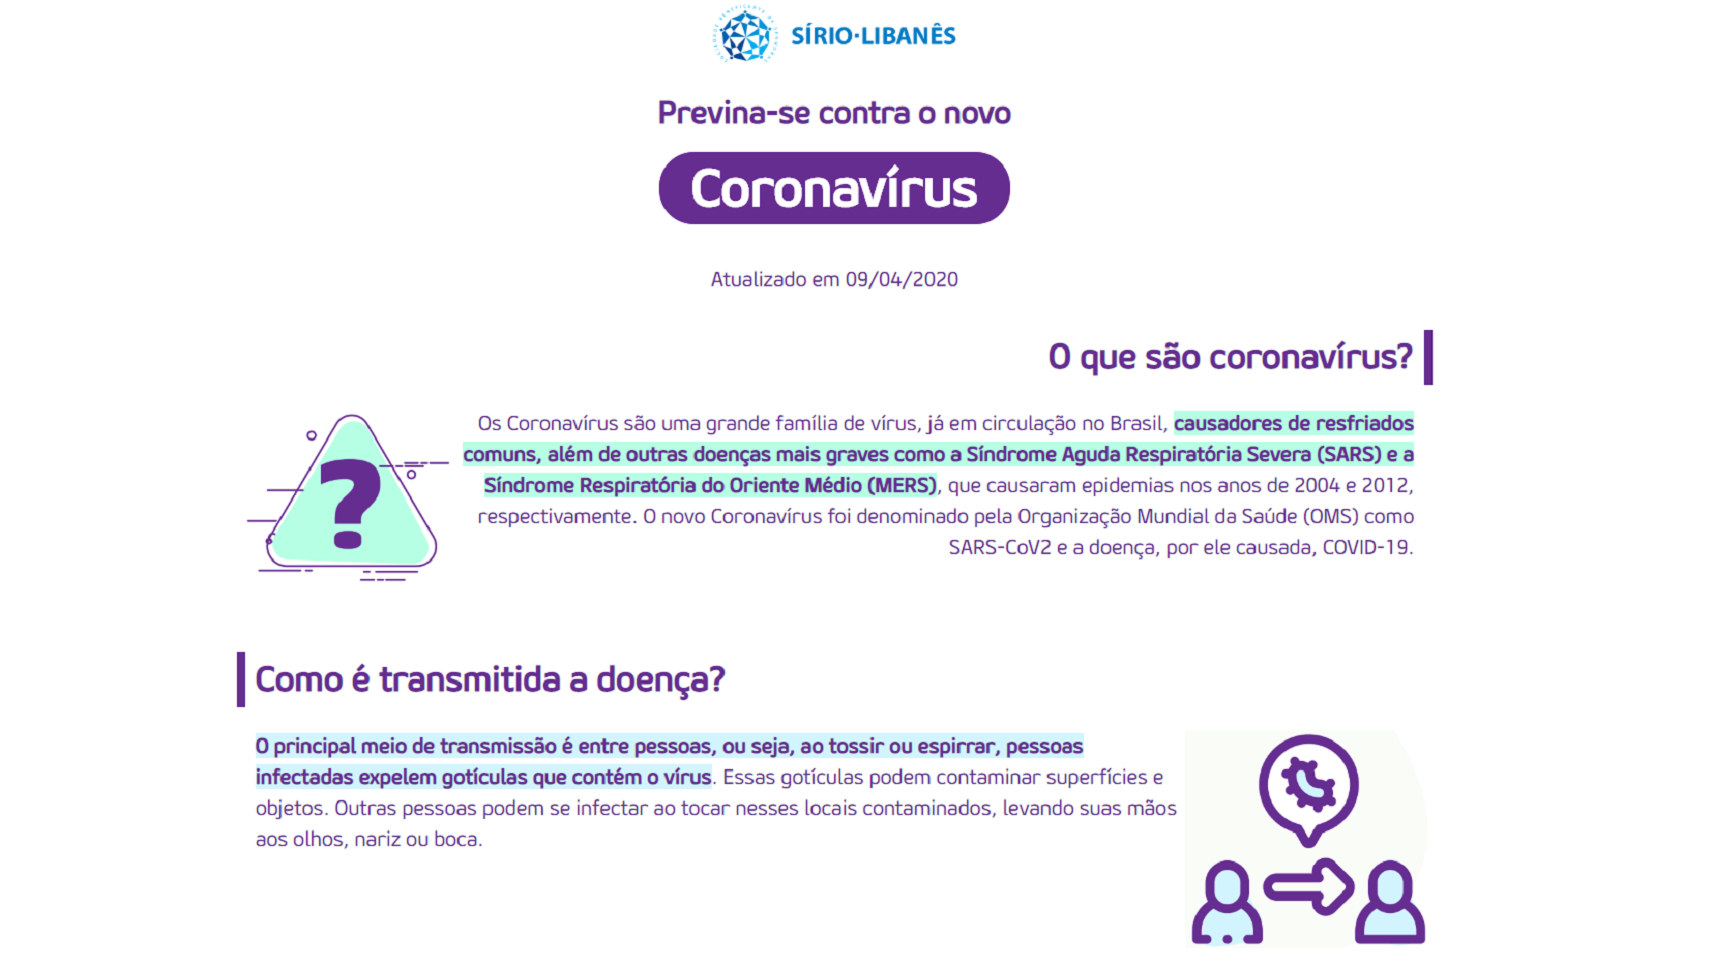 SÍRIO·LIBANÊS
Previna-se contra o novo
Coronavírus
Atualizado em 09/04/2020
O que são coronavírus?
Os Coronavírus são uma grande família de vírus, já em circulação no Brasil, causadores de resfriados
comuns, além de outras doenças mais graves como a Síndrome Aguda Respiratória Severa (SARS) e a
Síndrome Respiratória do Oriente Médio (MERS), que causaram epidemias nos anos de 2004 e 2012,
respectivamente. O novo Coronavírus foi denominado pela Organização Mundial da Saúde (OMS) como
SARS-CoV2 e a doença, por ele causada, COVID-19.
?
Como é transmitida a doença?
O principal meio de transmissão é entre pessoas, ou seja, ao tossir ou espirrar, pessoas
infectadas expelem gotículas que contém o vírus. Essas gotículas podem contaminar superfícies e
objetos. Outras pessoas podem se infectar ao tocar nesses locais contaminados, levando suas mãos
aos olhos, nariz ou boca.